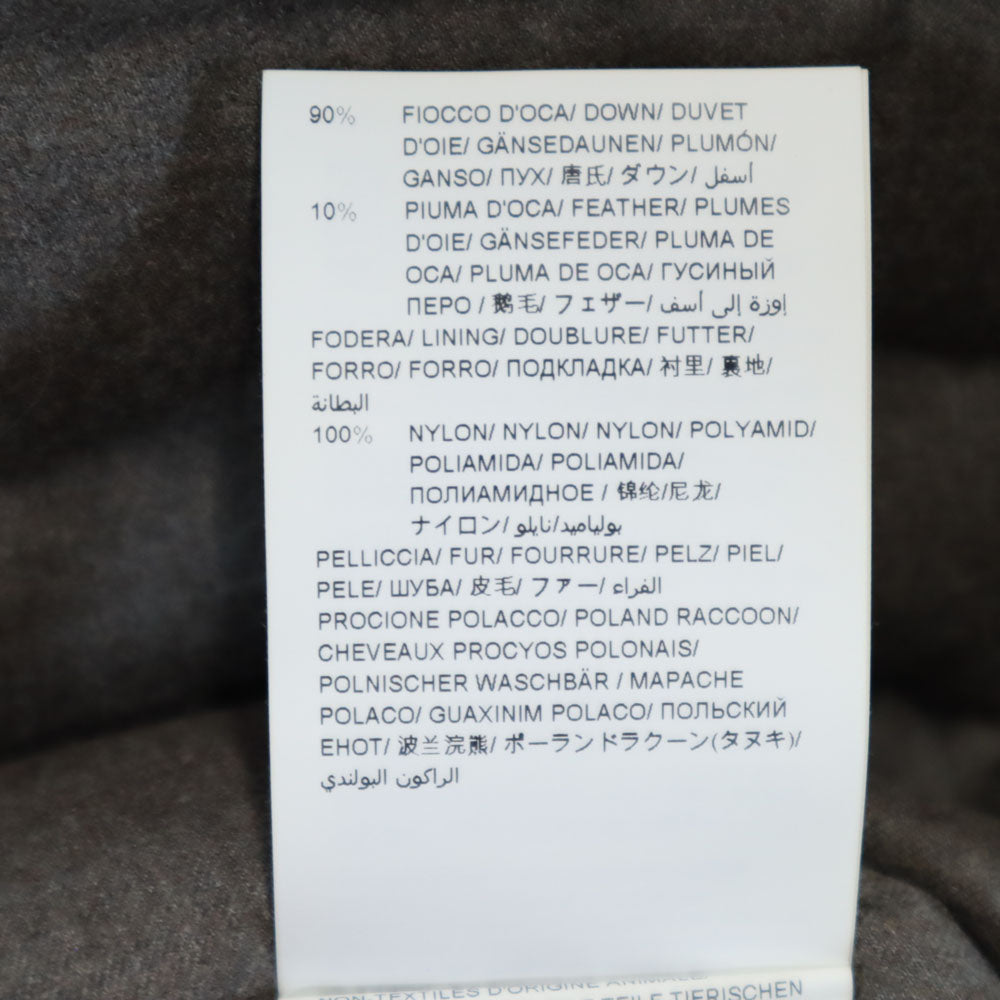 90% FIOCCO D'OCA/ DOWN/ DUVET
D'OIE/ GÄNSEDAUNEN/ PLUMÓN/
GANSO/ ПУХ/ 唐氏/ ダウン/ أسفل
10% PIUMA D'OCA/ FEATHER/ PLUMES
D'OIE/ GÄNSEFEDER/ PLUMA DE
OCA/ PLUMA DE OCA/ ГУСИНЫЙ
ПЕРО / 鹅毛/ フェザー/ إوزة إلى أسف
FODERA/ LINING/ DOUBLURE/ FUTTER/
FORRO/ FORRO/ ПОДКЛАДКА/ 衬里/ 裏地/
البطانة
100% NYLON/ NYLON/ NYLON/ POLYAMID/
POLIAMIDA/ POLIAMIDA/
ПОЛИАМИДНОЕ / 锦纶/尼龙/
ナイロン/ بولياميد/نايلو
PELLICCIA/ FUR/ FOURRURE/ PELZ/ PIEL/
PELE/ ШУБА/ 皮毛/ ファー/ الفراء
PROCIONE POLACCO/ POLAND RACCOON/
CHEVEAUX PROCYOS POLONAIS/
POLNISCHER WASCHBÄR / MAPACHE
POLACO/ GUAXINIM POLACO/ ПОЛЬСКИЙ
ЕНОТ/ 波兰浣熊/ ポーランドラクーン(タヌキ)/
الراكون البولندي
NON-TEXTILES D'ORIGINE ANIMALE/
TEILE TIERISCHEN